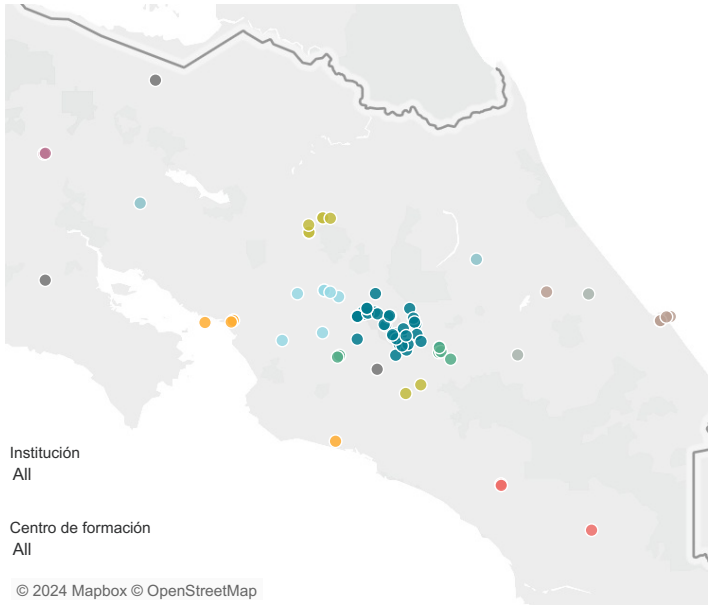 Institución
All
Centro de formación
All
© 2024 Mapbox © OpenStreetMap